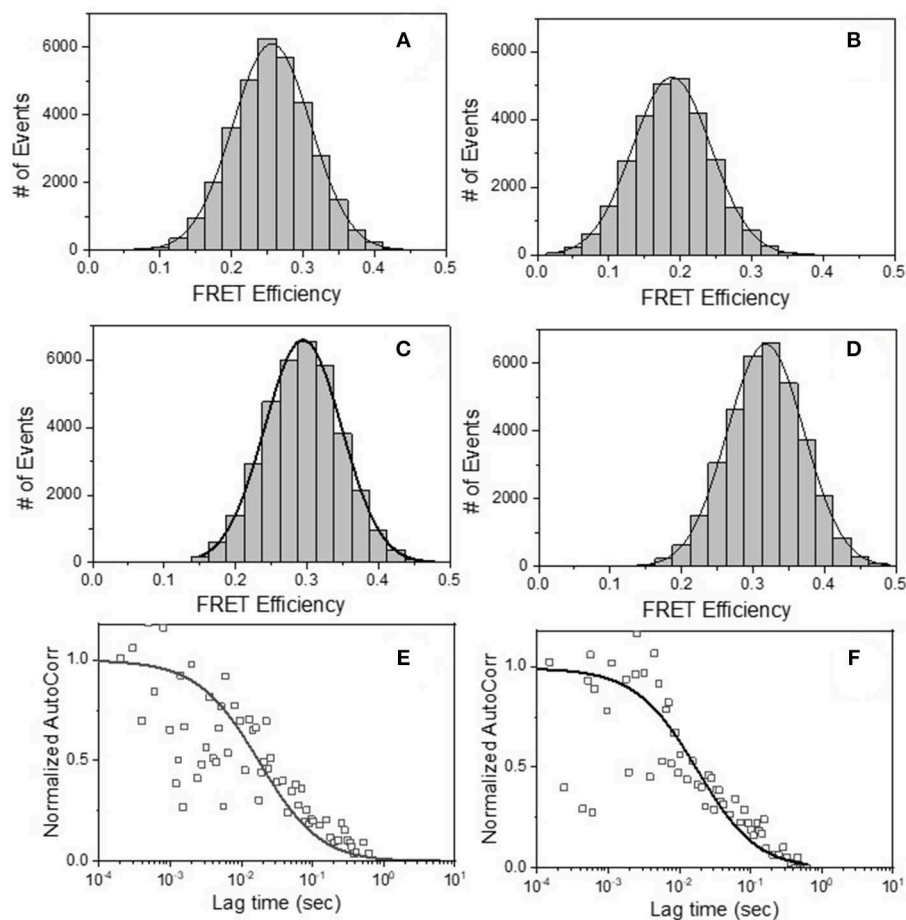 A
# of Events
6000
4000
2000
0
0.0 0.1 0.2 0.3 0.4 0.5
FRET Efficiency
B
# of Events
6000
4000
2000
0
0.0 0.1 0.2 0.3 0.4 0.5
FRET Efficiency
C
# of Events
6000
4000
2000
0
0.0 0.1 0.2 0.3 0.4 0.5
FRET Efficiency
D
# of Events
6000
4000
2000
0
0.0 0.1 0.2 0.3 0.4 0.5
FRET Efficiency
E
Normalized AutoCorr
1.0
0.5
0.0
10⁻⁴ 10⁻³ 10⁻² 10⁻¹ 10⁰ 10¹
Lag time (sec)
F
Normalized AutoCorr
1.0
0.5
0.0
10⁻⁴ 10⁻³ 10⁻² 10⁻¹ 10⁰ 10¹
Lag time (sec)